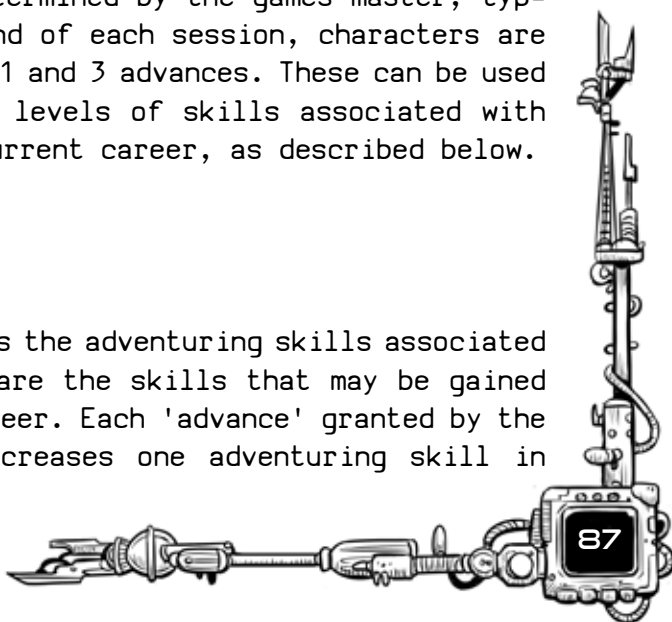 termined by the games master, typ-
nd of each session, characters are
1 and 3 advances. These can be used
levels of skills associated with
urrent career, as described below.
s the adventuring skills associated
are the skills that may be gained
eer. Each 'advance' granted by the
creases one adventuring skill in
87